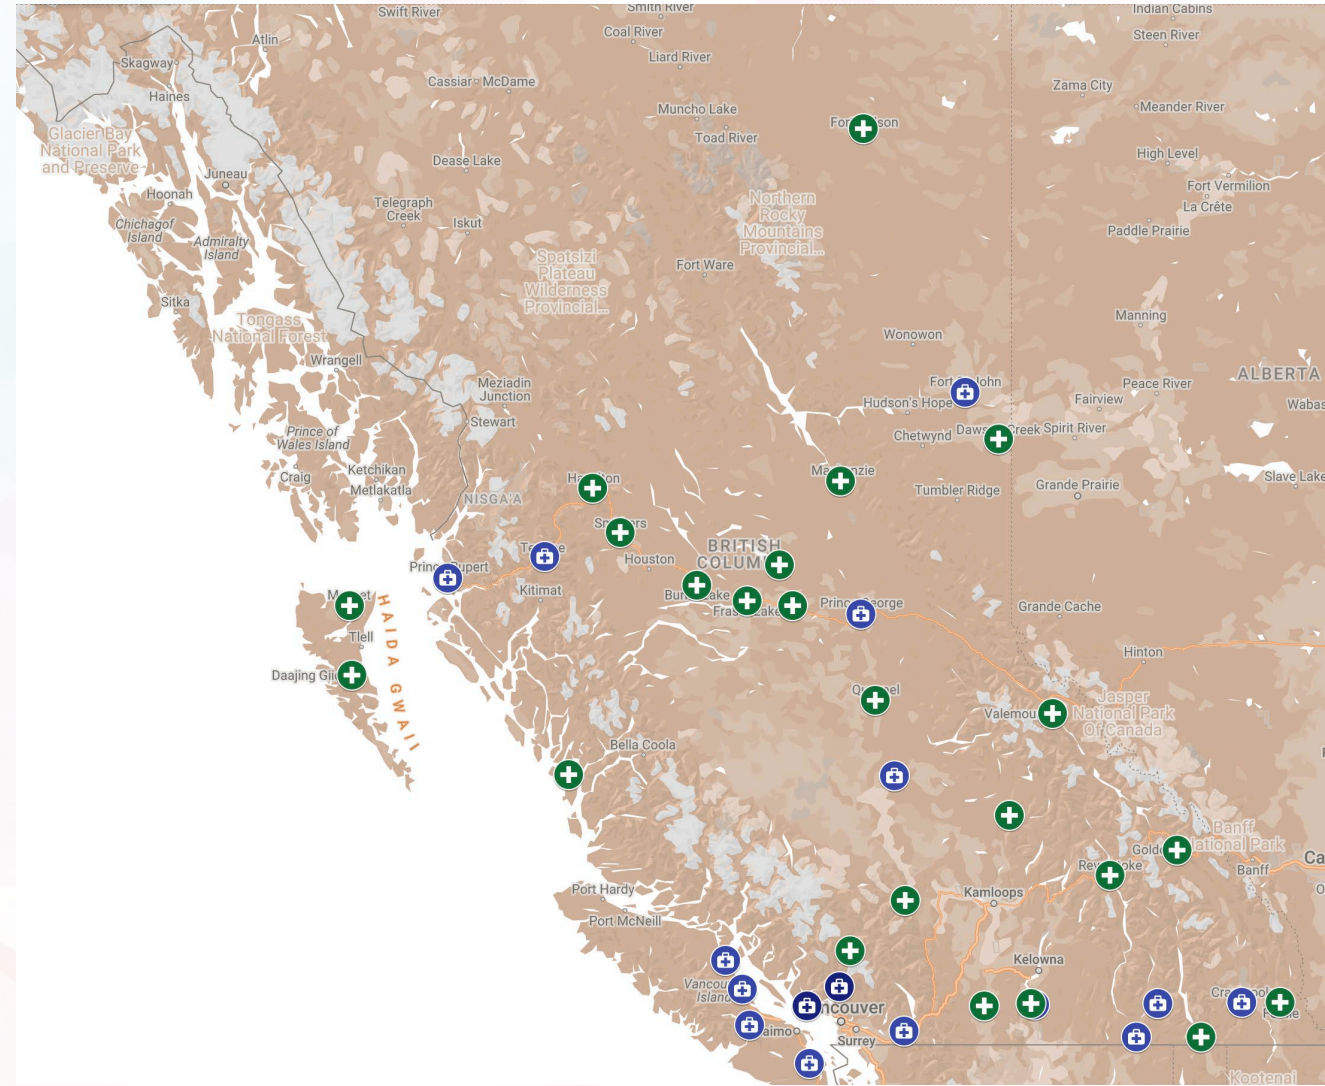 Swift River
Smith River
Indian Cabins
Atlin
Coal River
Steen River
Skagway
Liard River
Cassiar
McDame
Zama City
Haines
Muncho Lake
Meander River
Glacier Bay
National Park
and Preserve
Toad River
High Level
Dease Lake
Juneau
Fort Vermilion
Hoonah
Telegraph
Creek
Northern
Rocky
Mountains
Provincial...
La Crête
Chichagof
Island
Iskut
Paddle Prairie
Admiralty
Island
Spatsizi
Plateau
Wilderness
Provincial...
Fort Ware
Sitka
Tongass
National Forest
Manning
Wonowon
Wrangell
Meziadin
Junction
Peace River
ALBERTA
Hudson's Hope
Fairview
Wabas
Stewart
Prince of
Wales Island
Chetwynd
Spirit River
Craig
Ketchikan
Metlakatla
NISGA'A
Tumbler Ridge
Grande Prairie
Slave Lake
BRITISH
Houston
Kitimat
HAIDA GWAII
Grande Cache
Tlell
Hinton
Jasper
National Park
Of Canada
Bella Coola
Banff
National Park
Banff
Port Hardy
Port McNeill
Kamloops
Kelowna
Island
Surrey
Kootenai